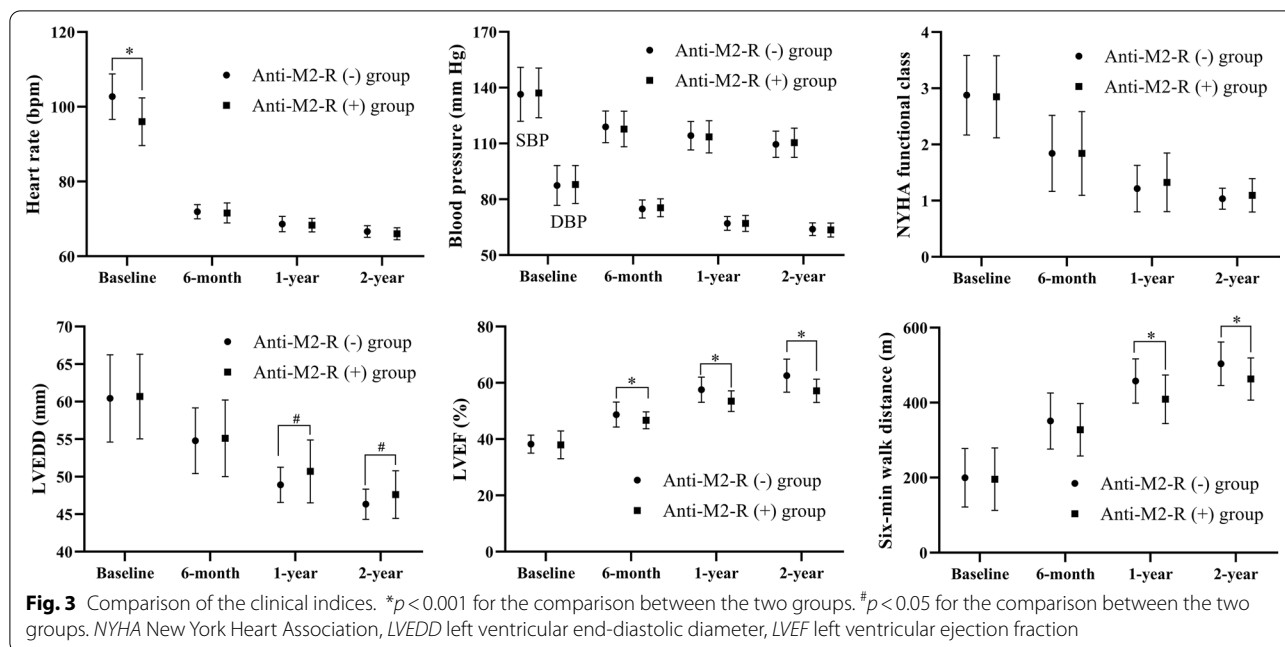 120
100
80
60
Heart rate (bpm)
*
Anti-M2-R (-) group
Anti-M2-R (+) group
Baseline 6-month 1-year 2-year
170
140
110
80
50
Blood pressure (mm Hg)
Anti-M2-R (-) group
Anti-M2-R (+) group
SBP
DBP
Baseline 6-month 1-year 2-year
4
3
2
1
0
NYHA functional class
Anti-M2-R (-) group
Anti-M2-R (+) group
Baseline 6-month 1-year 2-year
70
65
60
55
50
45
40
LVEDD (mm)
Anti-M2-R (-) group
Anti-M2-R (+) group
#
#
Baseline 6-month 1-year 2-year
80
60
40
20
0
LVEF (%)
*
*
*
Anti-M2-R (-) group
Anti-M2-R (+) group
Baseline 6-month 1-year 2-year
600
400
200
0
Six-min walk distance (m)
*
*
Anti-M2-R (-) group
Anti-M2-R (+) group
Baseline 6-month 1-year 2-year
Fig. 3 Comparison of the clinical indices. *p < 0.001 for the comparison between the two groups. #p < 0.05 for the comparison between the two
groups. NYHA New York Heart Association, LVEDD left ventricular end-diastolic diameter, LVEF left ventricular ejection fraction